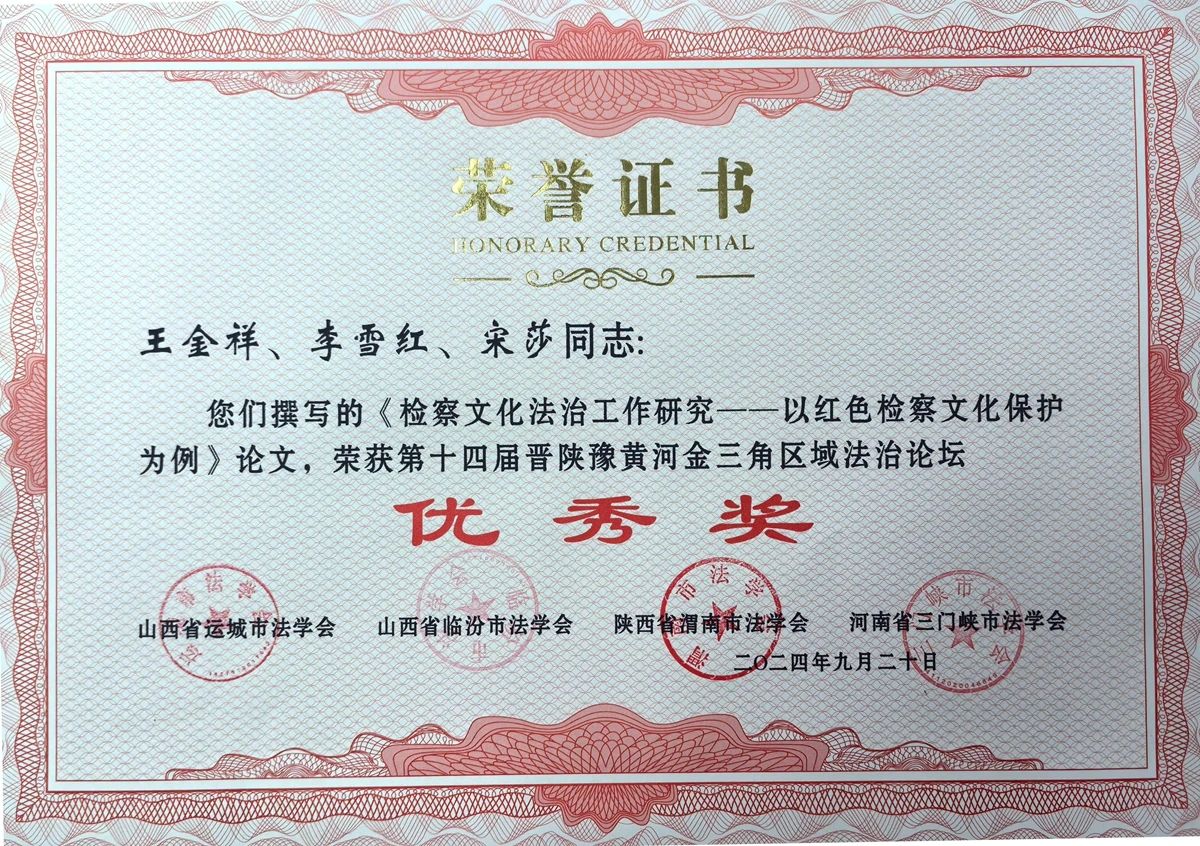 荣誉证书
HONORARY CREDENTIAL
王金祥、李雪红、宋莎同志:
您们撰写的《检察文化法治工作研究——以红色检察文化保护
为例》论文，荣获第十四届晋陕豫黄河金三角区域法治论坛
优秀奖
山西省运城市法学会 山西省临汾市法学会 陕西省渭南市法学会 河南省三门峡市法学会
二〇二四年九月二十日